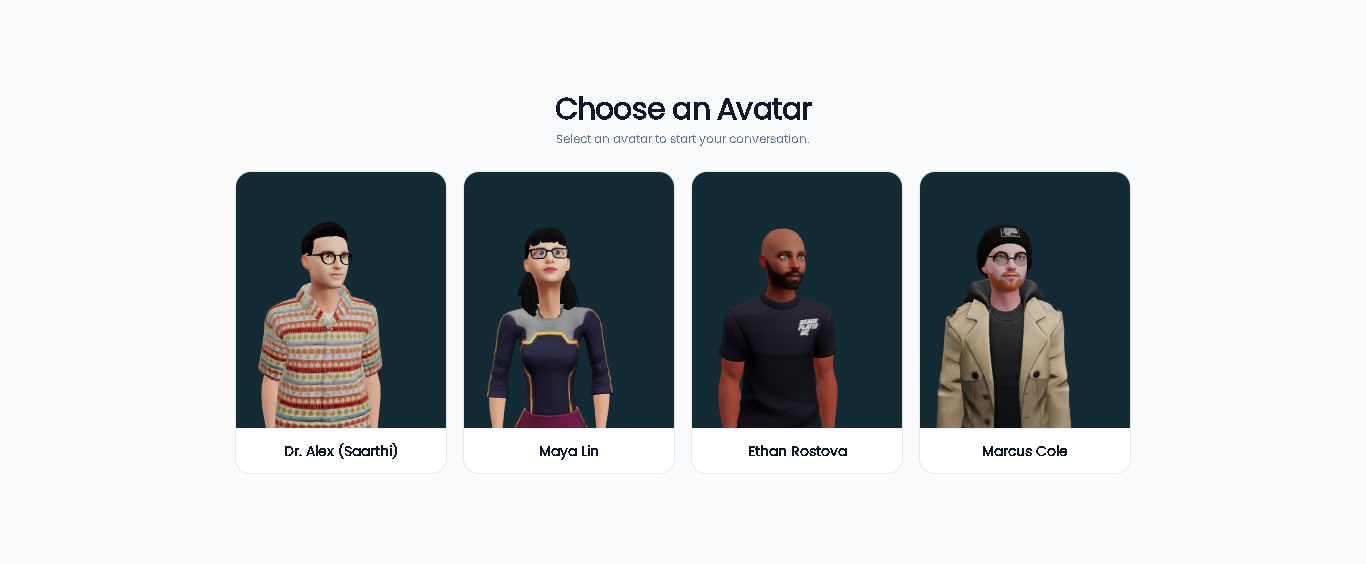 Choose an Avatar
Select an avatar to start your conversation.
Dr. Alex (Saarthi)
Maya Lin
Ethan Rostova
Marcus Cole